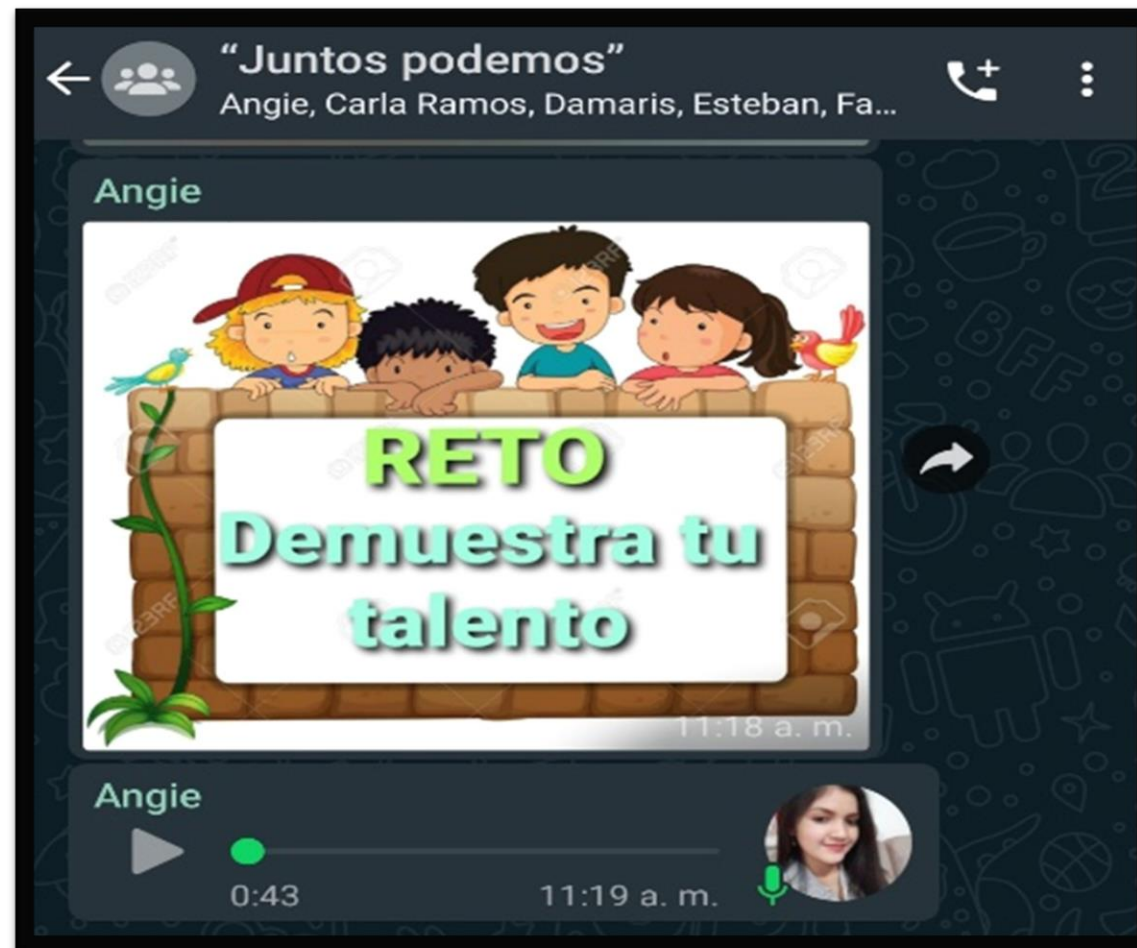 “Juntos podemos”
Angie, Carla Ramos, Damaris, Esteban, Fa...
Angie
RETO
Demuestra tu
talento
11:18 a. m.
Angie
0:43 11:19 a. m.